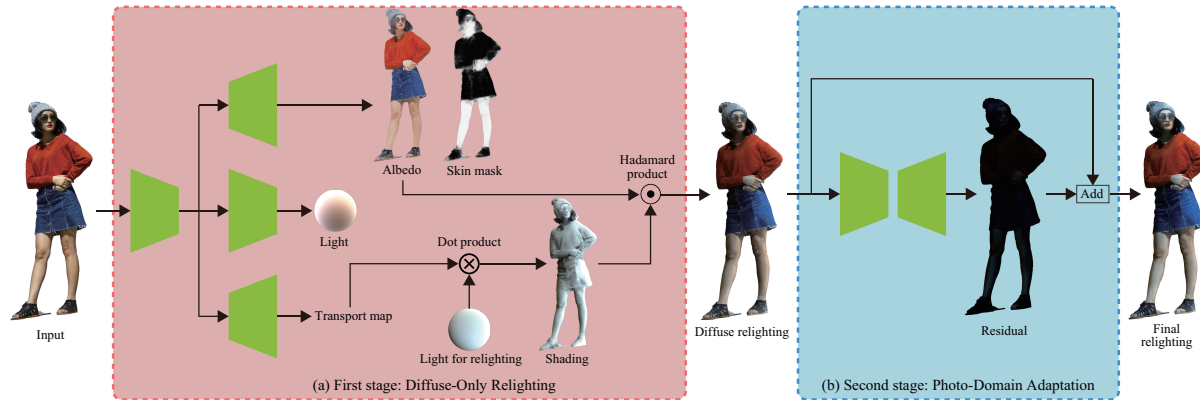 Input
Albedo
Skin mask
Light
Transport map
Dot product
Light for relighting
Shading
Hadamard
product
(a) First stage: Diffuse-Only Relighting
Diffuse relighting
Residual
Add
(b) Second stage: Photo-Domain Adaptation
Final
relighting